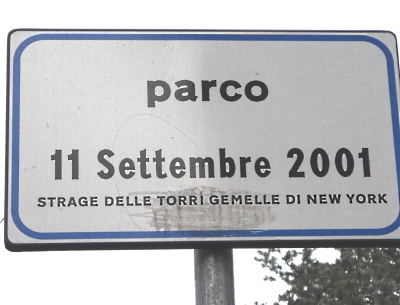 parco
11 Settembre 2001
STRAGE DELLE TORRI GEMELLE DI NEW YORK